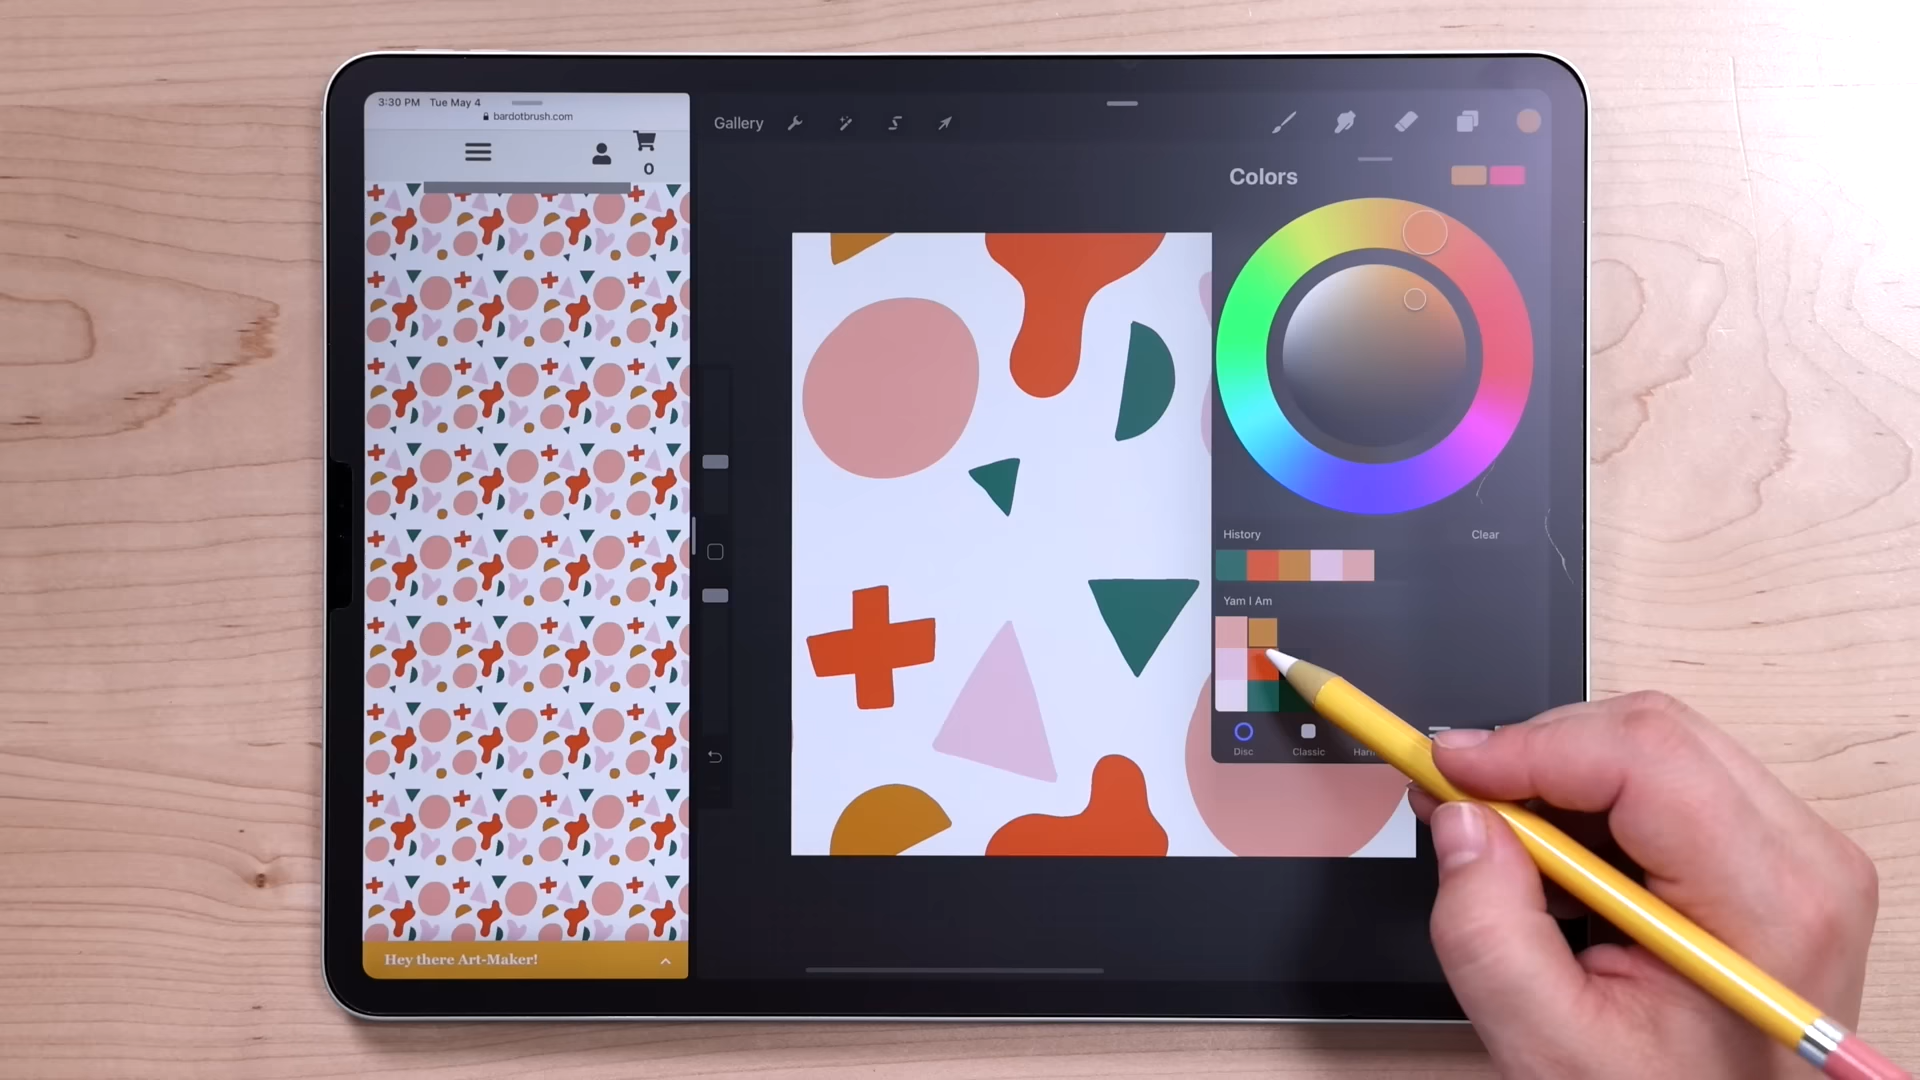 3:30 PM Tue May 4
bardotbrush.com
0
Hey there Art-Maker!
Gallery
Colors
History
Clear
Yam I Am
Disc
Classic